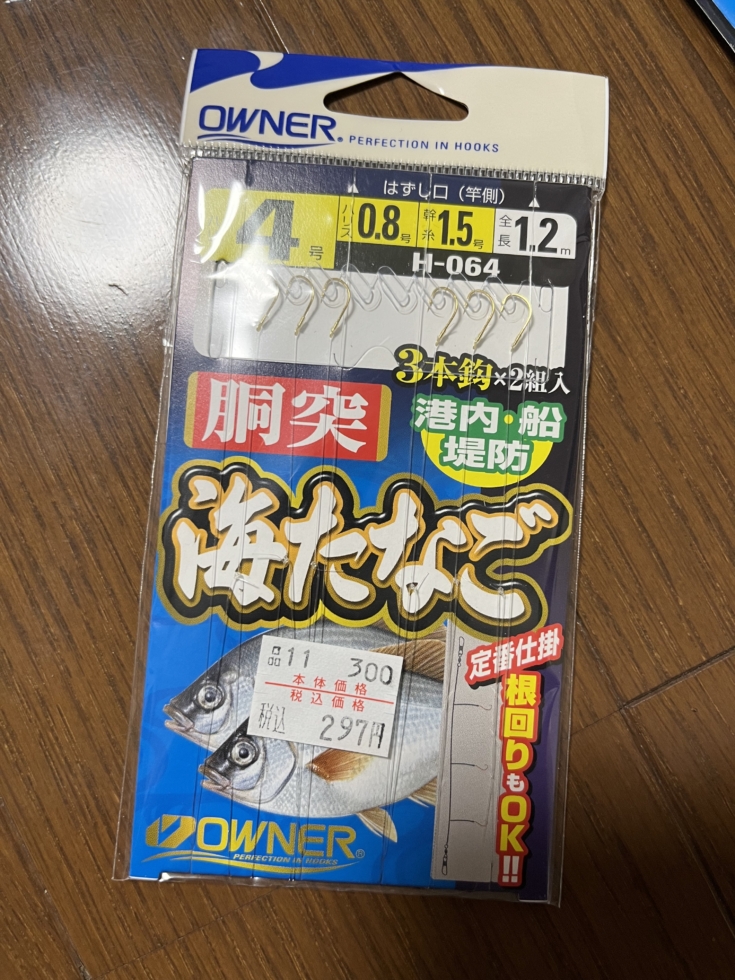 OWNER® PERFECTION IN HOOKS
はずし口（竿側）
4号 ハリス0.8号 幹糸1.5号 全長1.2m
H-064
3本鈎×2組入
胴突
港内・船
堤防
海たなご
定番仕掛
根回りもOK!!
品11 300
本体価格
税込価格
税込 297円
OWNER®
PERFECTION IN HOOKS